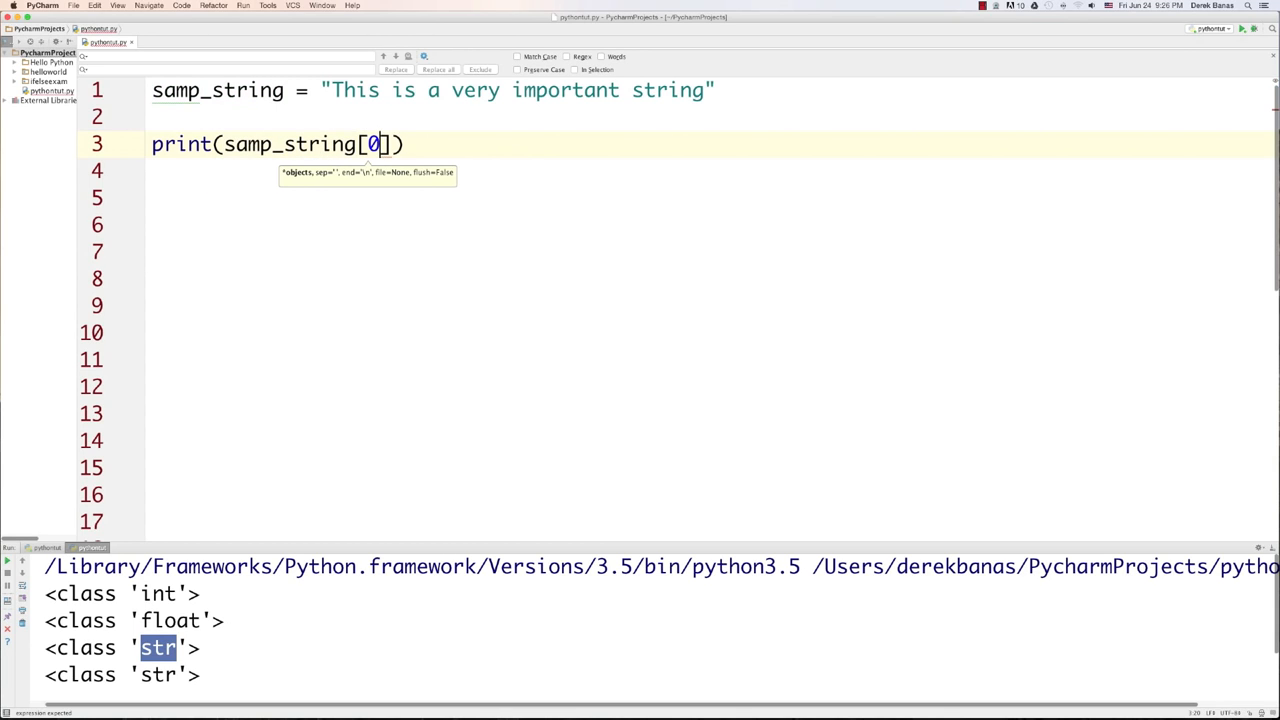 PyCharm File Edit View Navigate Code Refactor Run Tools VCS Window Help 10 Fri Jun 24 9:26 PM Derek Banas
pythontut.py - PycharmProjects - [~/PycharmProjects]
PycharmProjects pythontut.py pythontut
pythontut.py ×
PycharmProject
Hello Python
helloworld
ifelseexam
pythontut.py
External Librarie
Match Case Regex Words
Replace Replace all Exclude Preserve Case In Selection
1 samp_string = "This is a very important string"
2
3 print(samp_string[0])
*objects, sep=' ', end='\n', file=None, flush=False
4
5
6
7
8
9
10
11
12
13
14
15
16
17
Run: pythontut pythontut
/Library/Frameworks/Python.framework/Versions/3.5/bin/python3.5 /Users/derekbanas/PycharmProjects/pytho
<class 'int'>
<class 'float'>
<class 'str'>
<class 'str'>
expression expected 3:20 LF÷ UTF-8÷